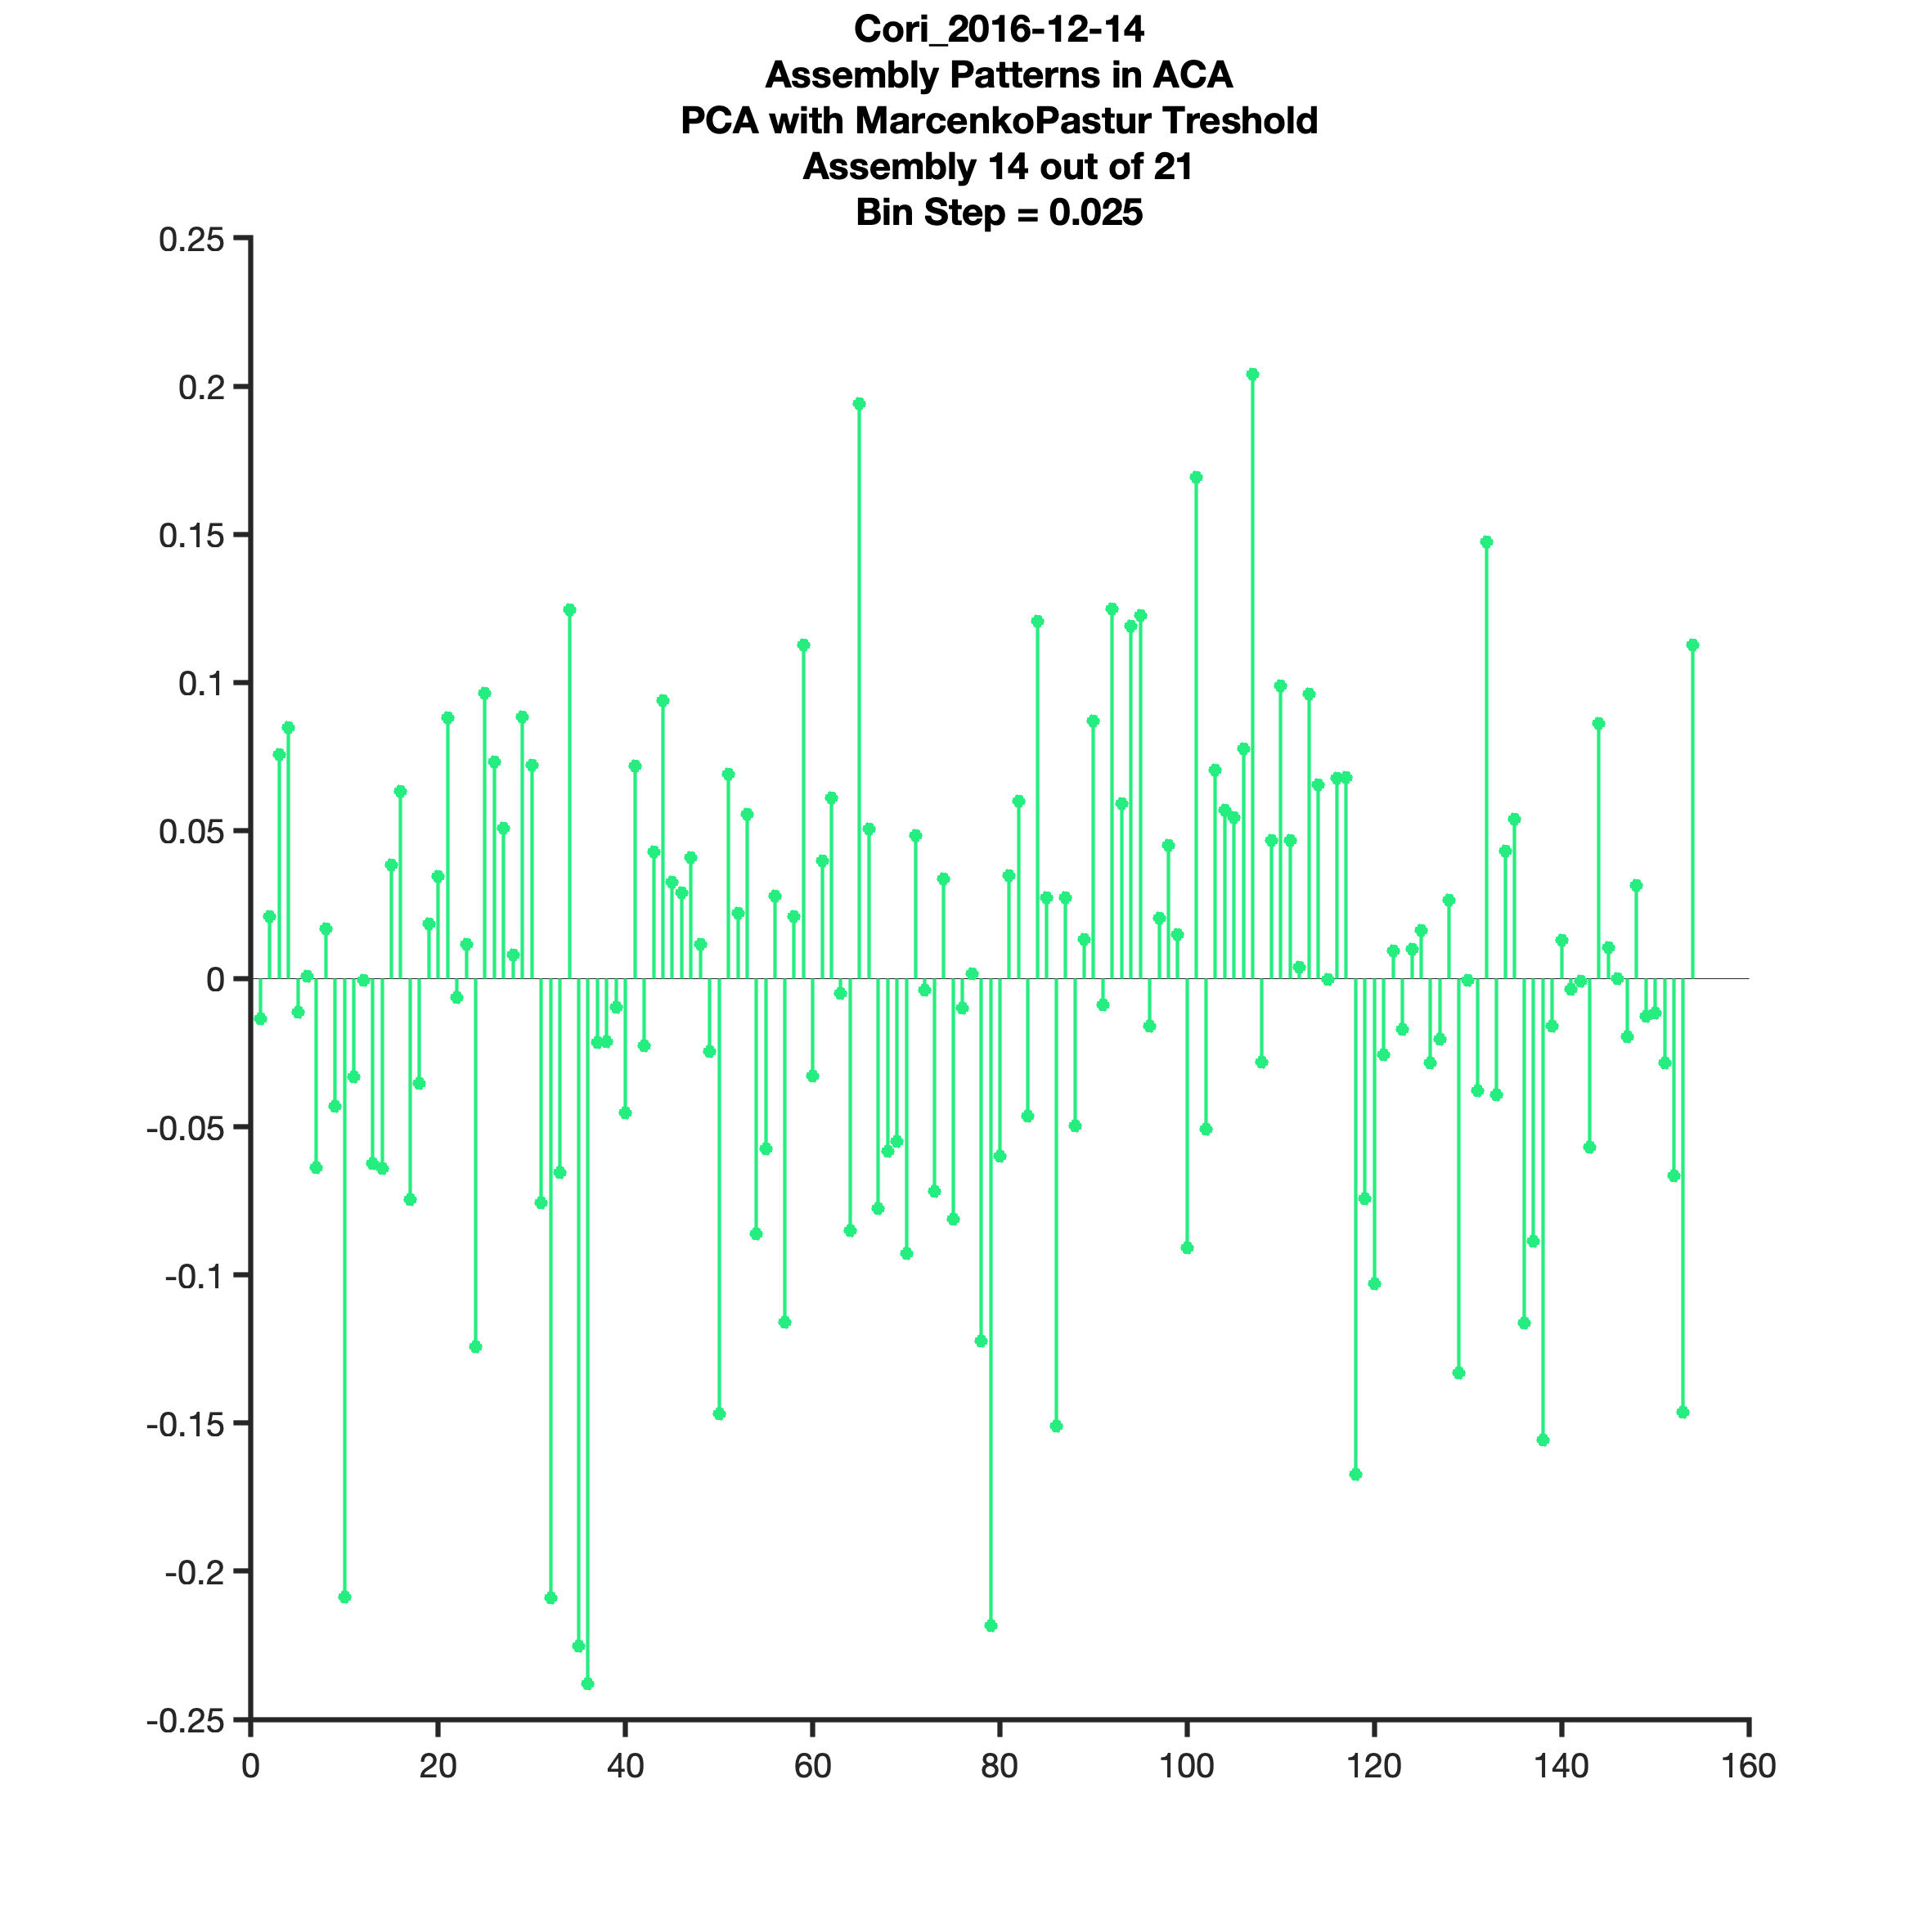 Cori_2016-12-14
Assembly Patterns in ACA
PCA with MarcenkoPastur Treshold
Assembly 14 out of 21
Bin Step = 0.025
0.25
0.2
0.15
0.1
0.05
0
-0.05
-0.1
-0.15
-0.2
-0.25
0 20 40 60 80 100 120 140 160